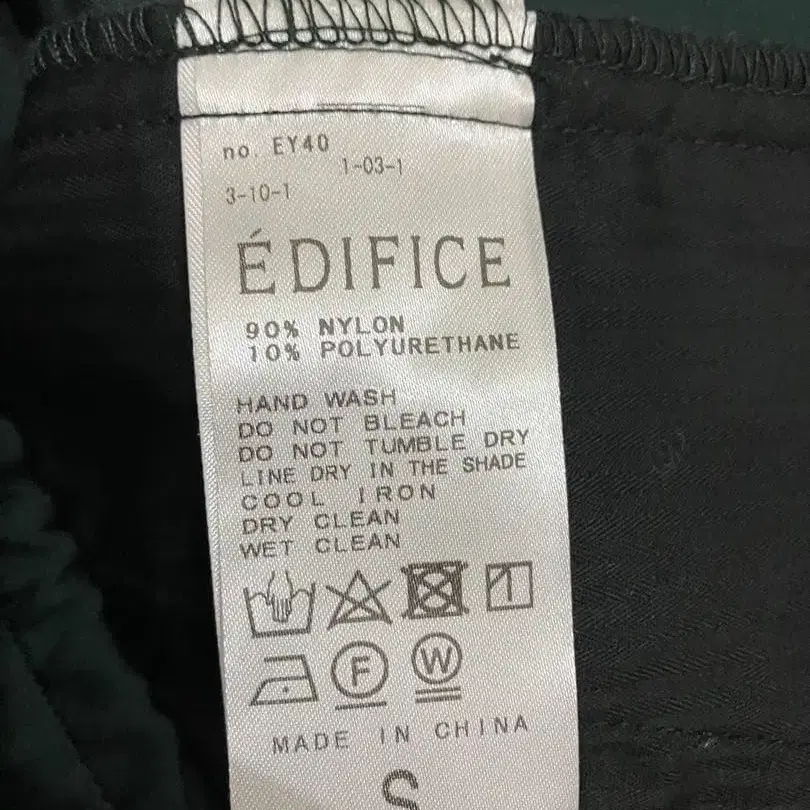 no. EY40
1-03-1
3-10-1
ÉDIFICE
90% NYLON
10% POLYURETHANE
HAND WASH
DO NOT BLEACH
DO NOT TUMBLE DRY
LINE DRY IN THE SHADE
COOL IRON
DRY CLEAN
WET CLEAN
F
W
MADE IN CHINA
S